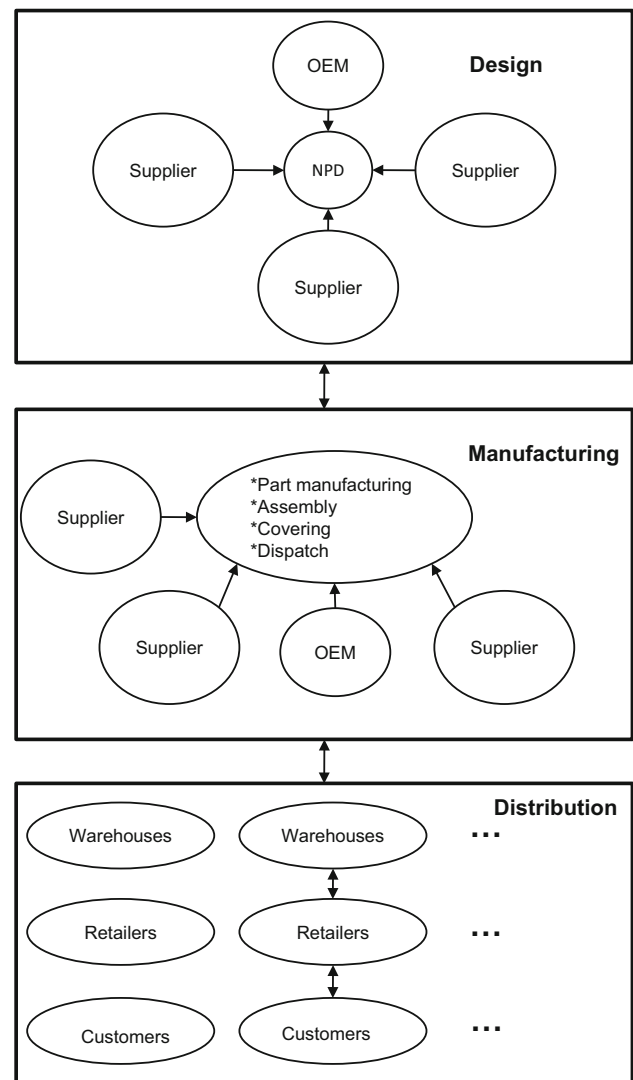 OEM
Design
Supplier
NPD
Supplier
Supplier
Manufacturing
*Part manufacturing
*Assembly
*Covering
*Dispatch
Supplier
Supplier
OEM
Supplier
Distribution
Warehouses
Warehouses
...
Retailers
Retailers
...
Customers
Customers
...